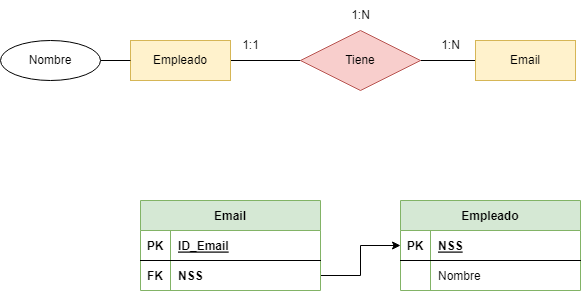 1:N
Nombre
Empleado
1:1
Tiene
1:N
Email
Email
PK ID_Email
FK NSS
Empleado
PK NSS
Nombre